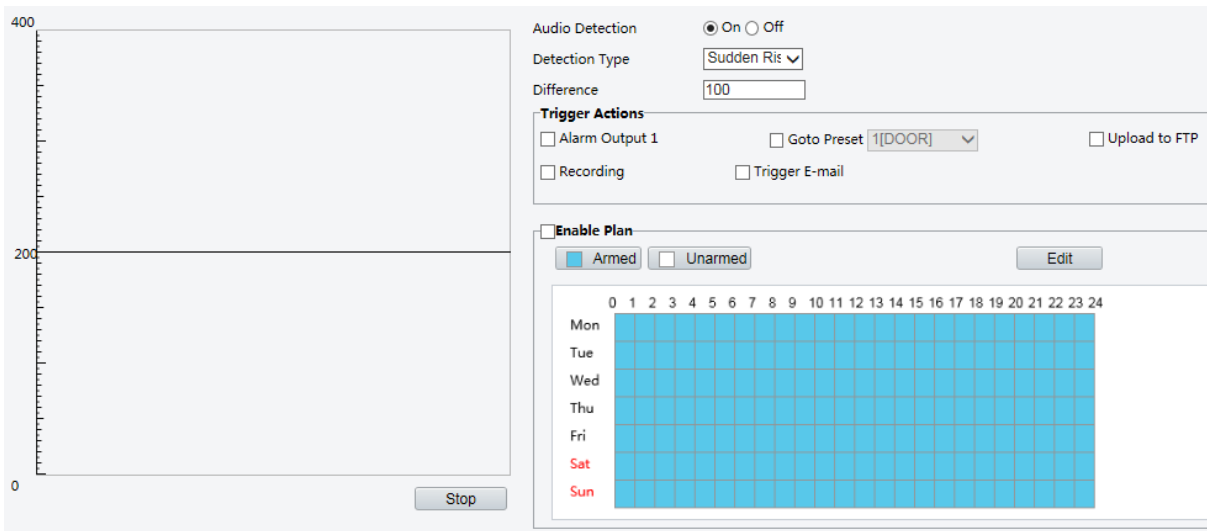 400
200
0
Stop
Audio Detection On Off
Detection Type Sudden Ris
Difference 100
Trigger Actions
Alarm Output 1 Goto Preset 1[DOOR] Upload to FTP
Recording Trigger E-mail
Enable Plan
Armed Unarmed Edit
0 1 2 3 4 5 6 7 8 9 10 11 12 13 14 15 16 17 18 19 20 21 22 23 24
Mon
Tue
Wed
Thu
Fri
Sat
Sun